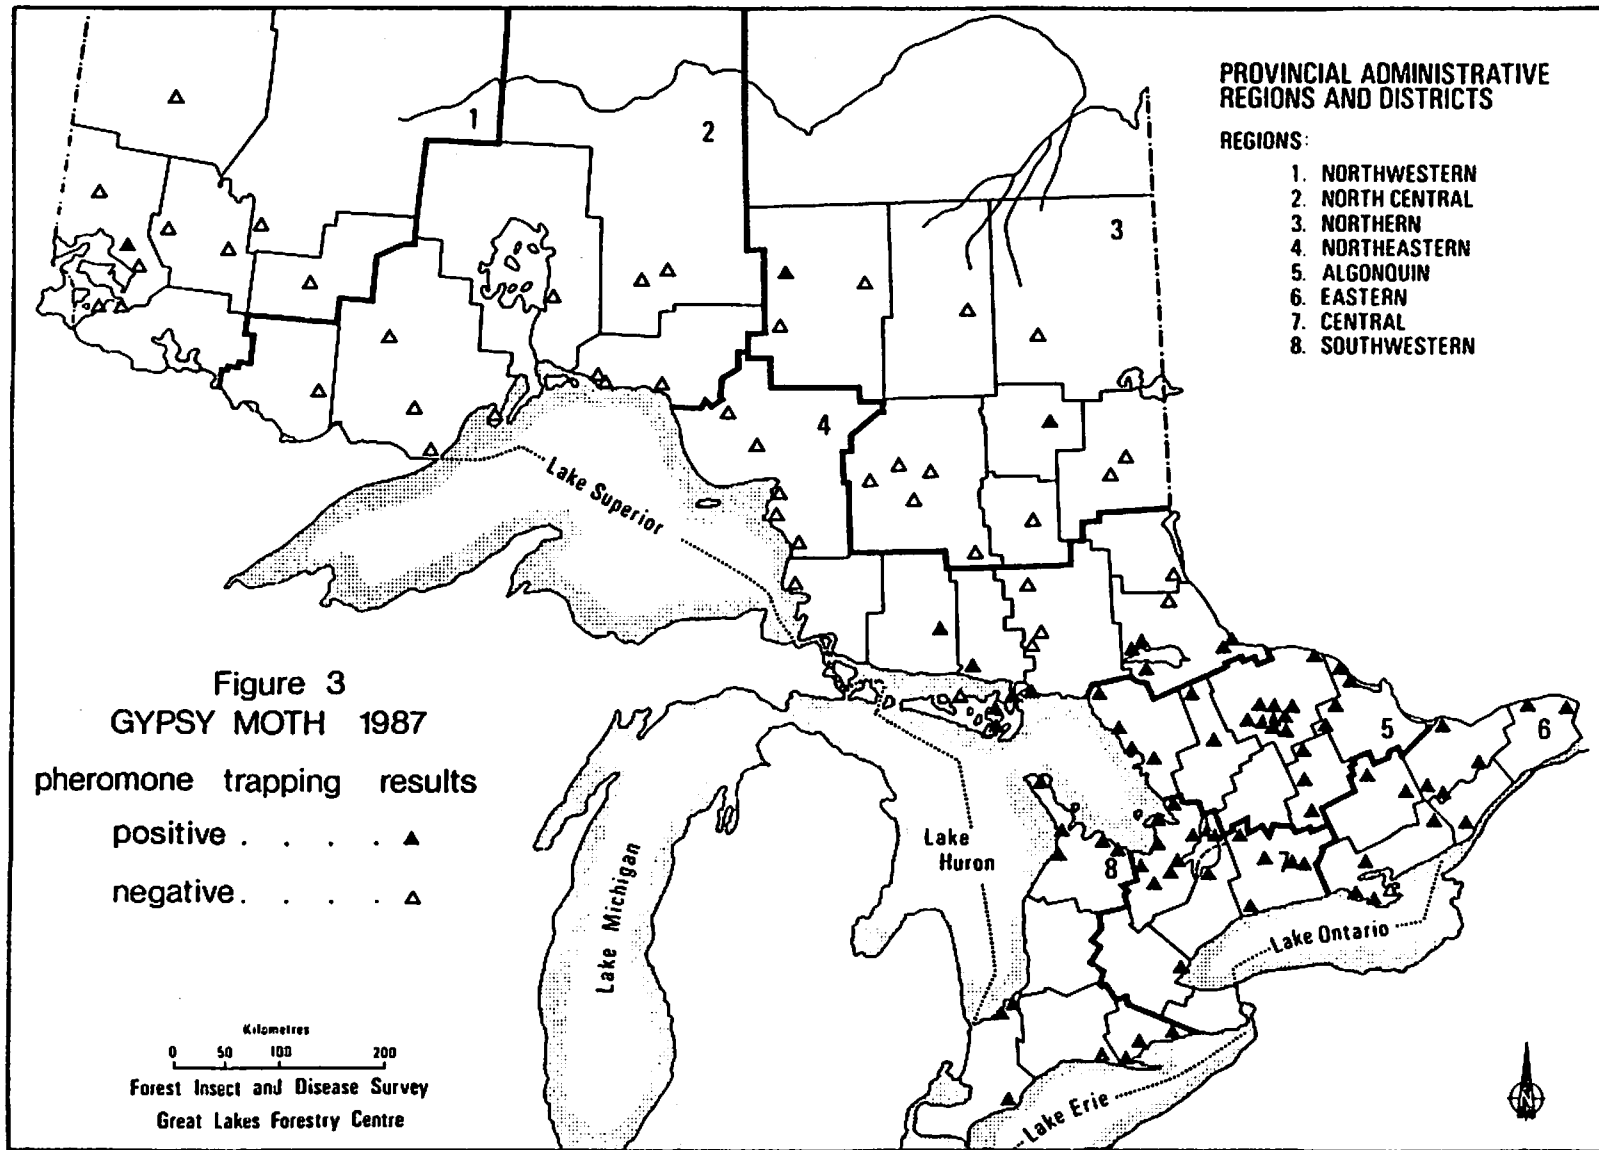 PROVINCIAL ADMINISTRATIVE
REGIONS AND DISTRICTS
REGIONS:
1. NORTHWESTERN
2. NORTH CENTRAL
3. NORTHERN
4. NORTHEASTERN
5. ALGONQUIN
6. EASTERN
7. CENTRAL
8. SOUTHWESTERN
1
2
3
4
5
6
7
8
Lake Superior
Lake Michigan
Lake
Huron
Lake Ontario
Lake Erie
Figure 3
GYPSY MOTH 1987
pheromone trapping results
positive . . . . ▲
negative . . . . △
Kilometres
0 50 100 200
Forest Insect and Disease Survey
Great Lakes Forestry Centre
N